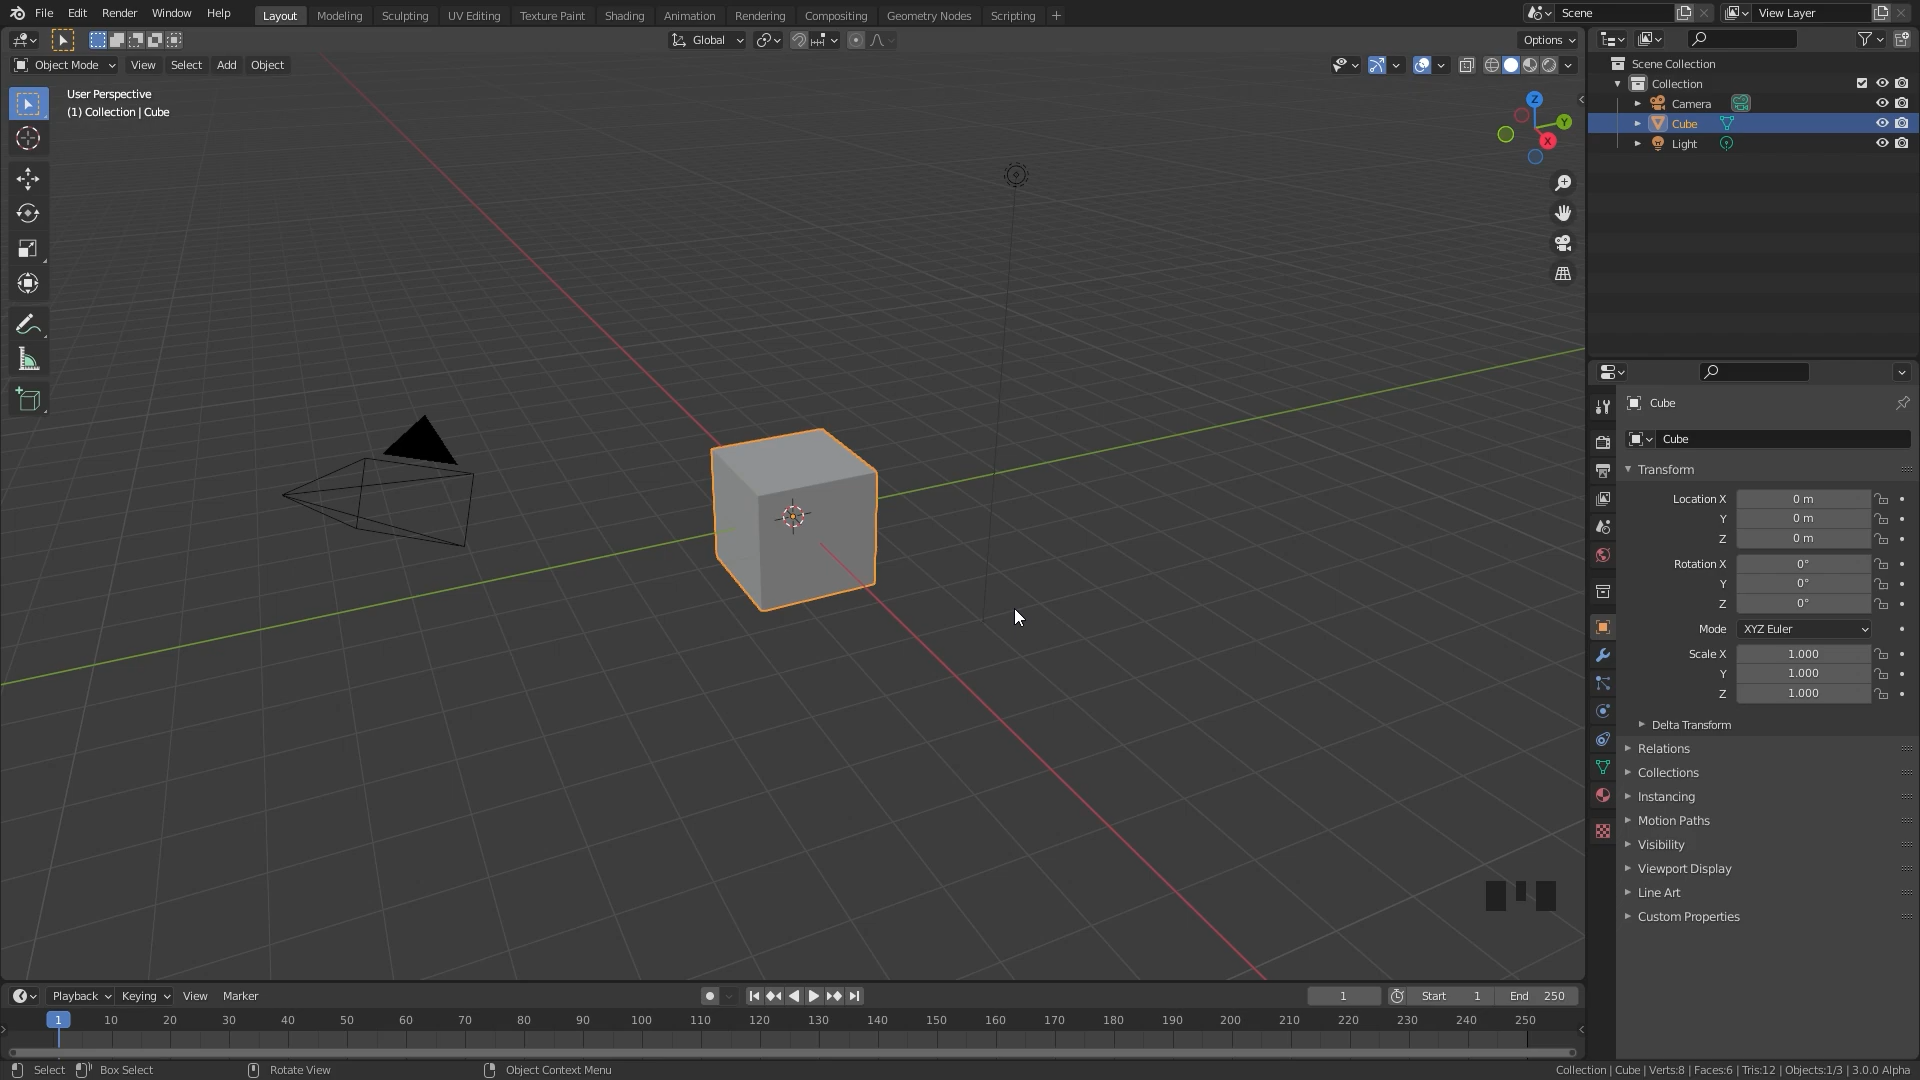 File Edit Render Window Help Layout Modeling Sculpting UV Editing Texture Paint Shading Animation Rendering Compositing Geometry Nodes Scripting + Scene View Layer
Global Options
Object Mode View Select Add Object
User Perspective
(1) Collection | Cube
Z
Y
X
Scene Collection
Collection
Camera
Cube
Light
Cube
Cube
Transform
Location X 0 m
Y 0 m
Z 0 m
Rotation X 0°
Y 0°
Z 0°
Mode XYZ Euler
Scale X 1.000
Y 1.000
Z 1.000
Delta Transform
Relations
Collections
Instancing
Motion Paths
Visibility
Viewport Display
Line Art
Custom Properties
Playback Keying View Marker 1 Start 1 End 250
1 10 20 30 40 50 60 70 80 90 100 110 120 130 140 150 160 170 180 190 200 210 220 230 240 250
Select Box Select Rotate View Object Context Menu Collection | Cube | Verts:8 | Faces:6 | Tris:12 | Objects:1/3 | 3.0.0 Alpha